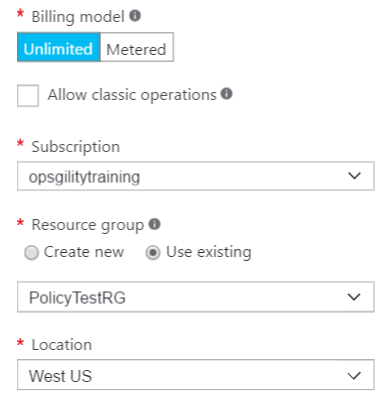 * Billing model
Unlimited Metered
Allow classic operations
* Subscription
opsgilitytraining
* Resource group
Create new Use existing
PolicyTestRG
* Location
West US